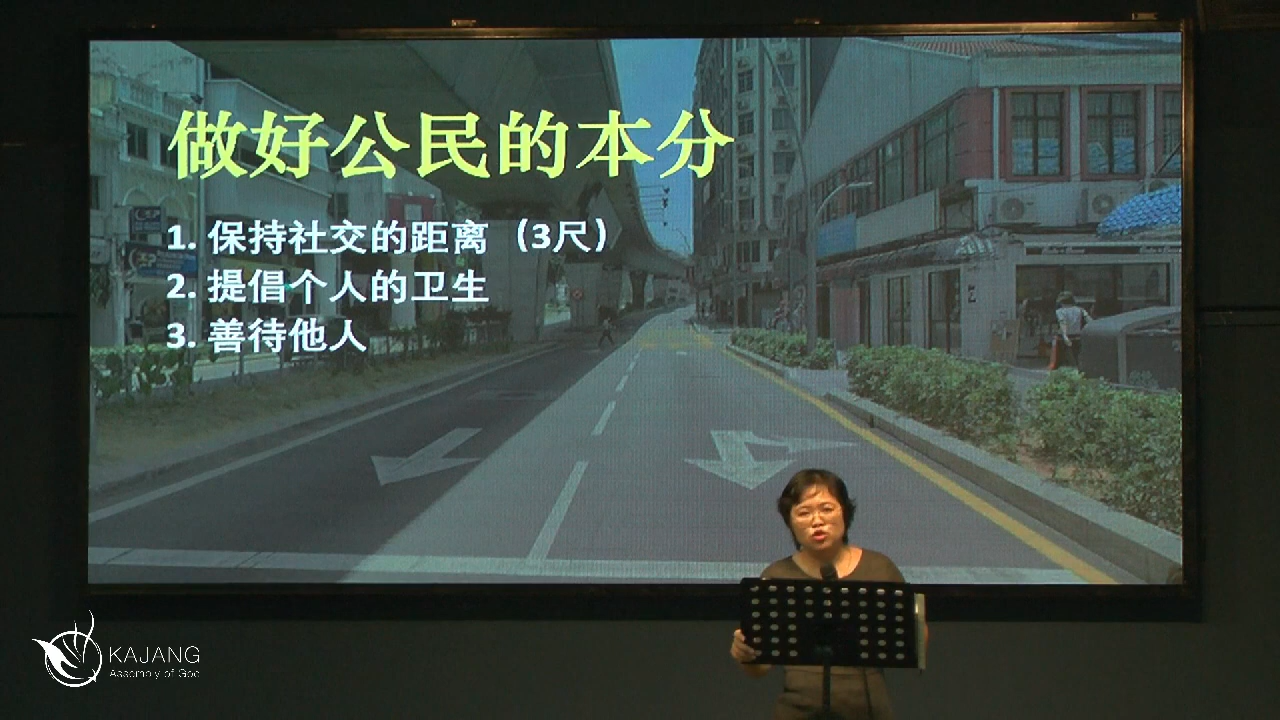 做好公民的本分
1. 保持社交的距离 （3尺）
2. 提倡个人的卫生
3. 善待他人
KAJANG
Assembly of God